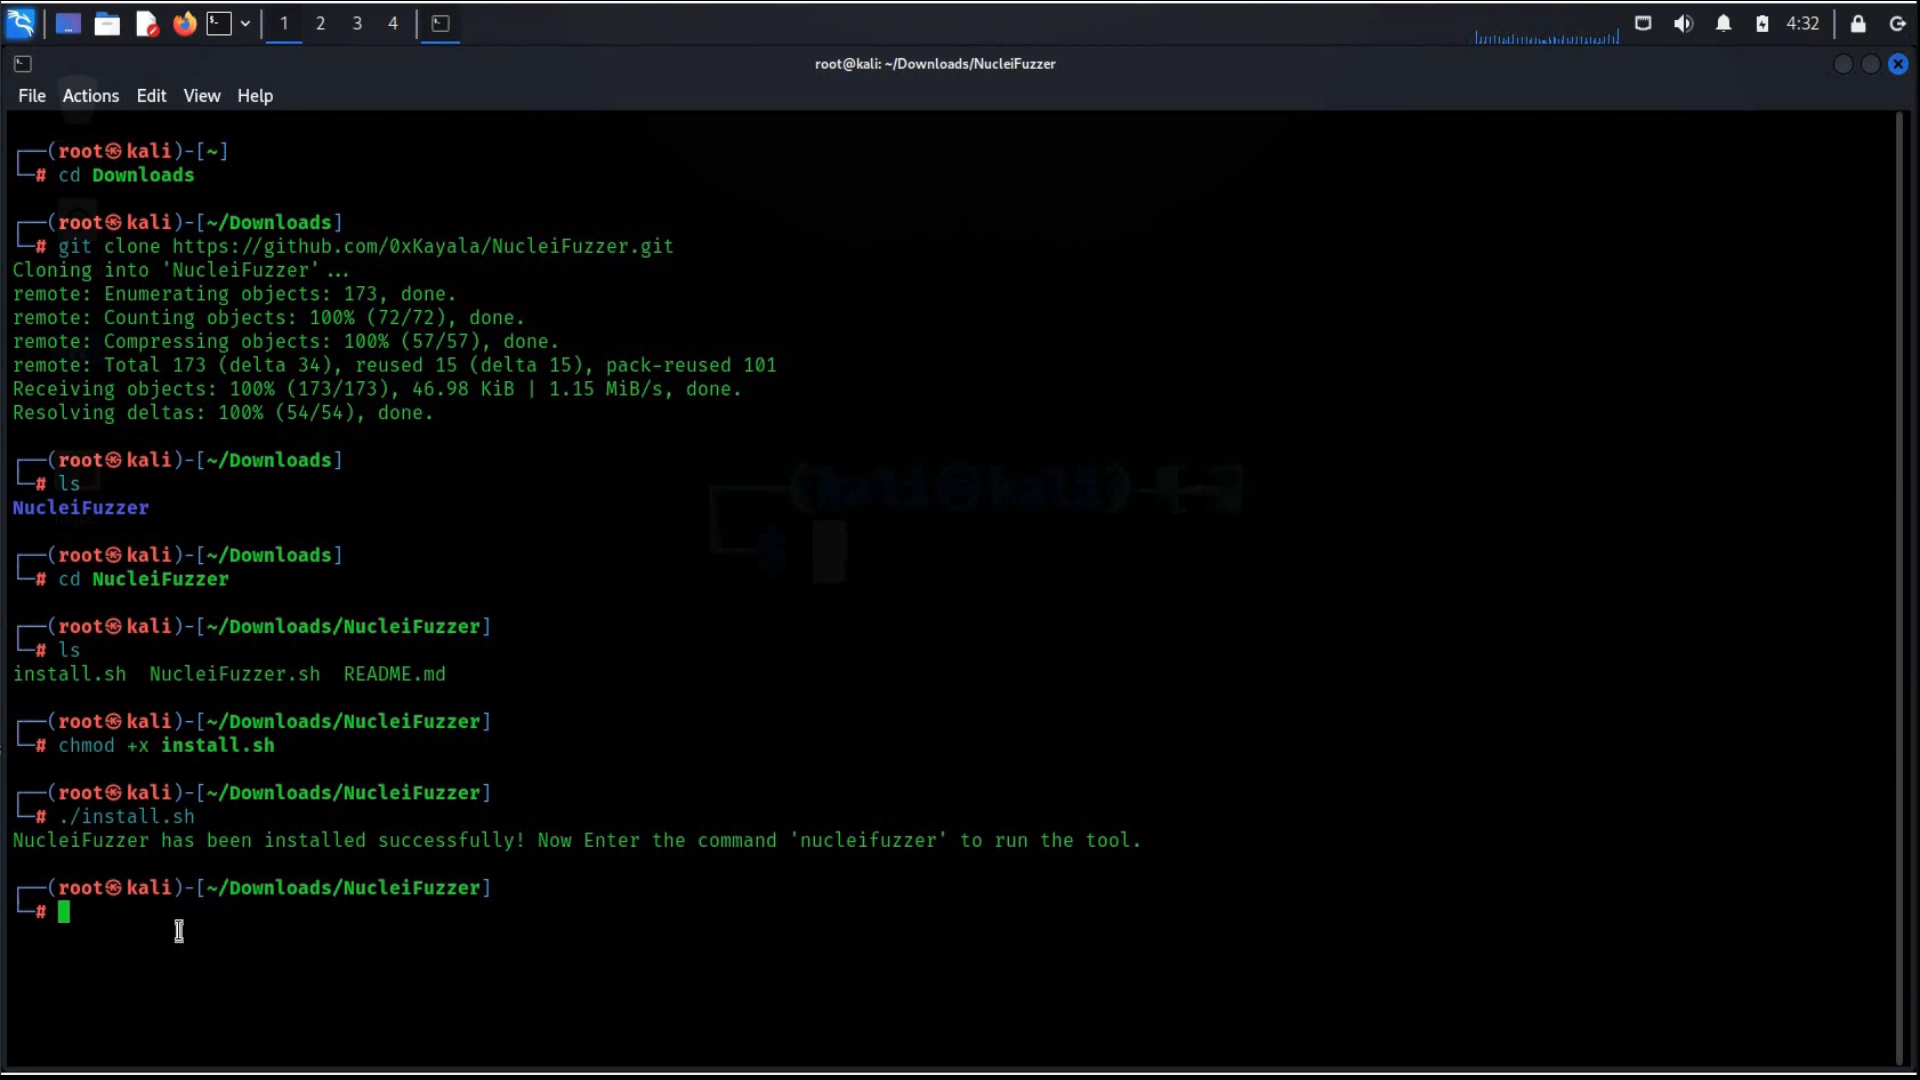 1 2 3 4 4:32
root@kali: ~/Downloads/NucleiFuzzer
File Actions Edit View Help
┌──(root㉿kali)-[~]
└─# cd Downloads
┌──(root㉿kali)-[~/Downloads]
└─# git clone https://github.com/0xKayala/NucleiFuzzer.git
Cloning into 'NucleiFuzzer'...
remote: Enumerating objects: 173, done.
remote: Counting objects: 100% (72/72), done.
remote: Compressing objects: 100% (57/57), done.
remote: Total 173 (delta 34), reused 15 (delta 15), pack-reused 101
Receiving objects: 100% (173/173), 46.98 KiB | 1.15 MiB/s, done.
Resolving deltas: 100% (54/54), done.
┌──(root㉿kali)-[~/Downloads]
└─# ls
NucleiFuzzer
┌──(root㉿kali)-[~/Downloads]
└─# cd NucleiFuzzer
┌──(root㉿kali)-[~/Downloads/NucleiFuzzer]
└─# ls
install.sh NucleiFuzzer.sh README.md
┌──(root㉿kali)-[~/Downloads/NucleiFuzzer]
└─# chmod +x install.sh
┌──(root㉿kali)-[~/Downloads/NucleiFuzzer]
└─# ./install.sh
NucleiFuzzer has been installed successfully! Now Enter the command 'nucleifuzzer' to run the tool.
┌──(root㉿kali)-[~/Downloads/NucleiFuzzer]
└─#